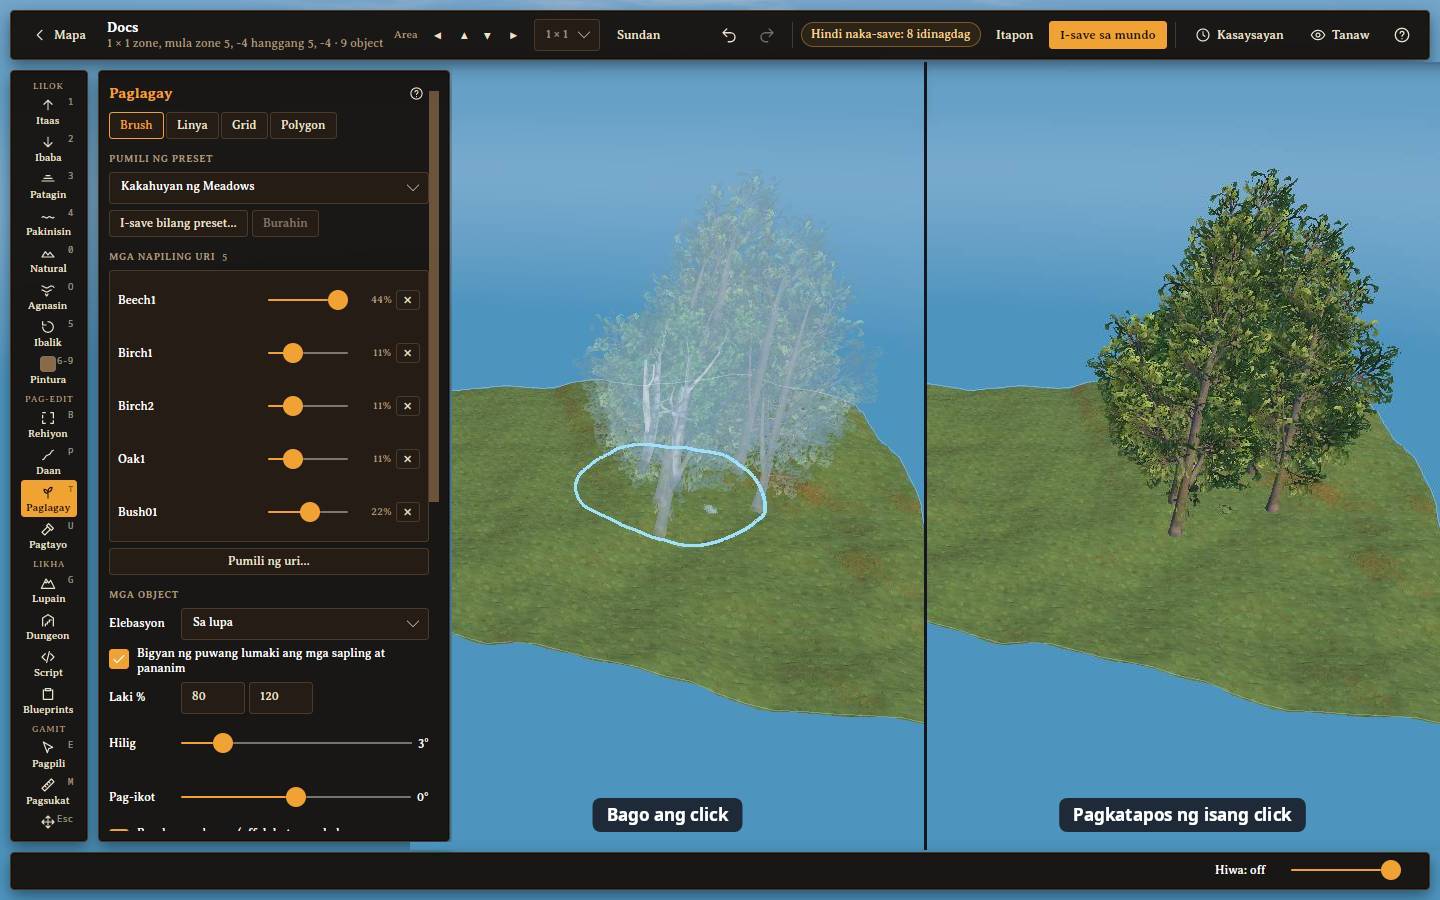 Mapa
Docs
1 × 1 zone, mula zone 5, -4 hanggang 5, -4 · 9 object
Area
1 × 1
Sundan
Hindi naka-save: 8 idinagdag
Itapon
I-save sa mundo
Kasaysayan
Tanaw
LILOK
1
Itaas
2
Ibaba
3
Patagin
4
Pakinisin
0
Natural
O
Agnasin
5
Ibalik
6-9
Pintura
PAG-EDIT
B
Rehiyon
P
Daan
T
Paglagay
U
Pagtayo
LIKHA
G
Lupain
Dungeon
Script
Blueprints
GAMIT
E
Pagpili
M
Pagsukat
Esc
Paglagay
Brush
Linya
Grid
Polygon
PUMILI NG PRESET
Kakahuyan ng Meadows
I-save bilang preset...
Burahin
MGA NAPILING URI 5
Beech1 44%
Birch1 11%
Birch2 11%
Oak1 11%
Bush01 22%
Pumili ng uri...
MGA OBJECT
Elebasyon Sa lupa
Bigyan ng puwang lumaki ang mga sapling at
pananim
Laki % 80 120
Hilig 3°
Pag-ikot 0°
Bago ang click
Pagkatapos ng isang click
Hiwa: off